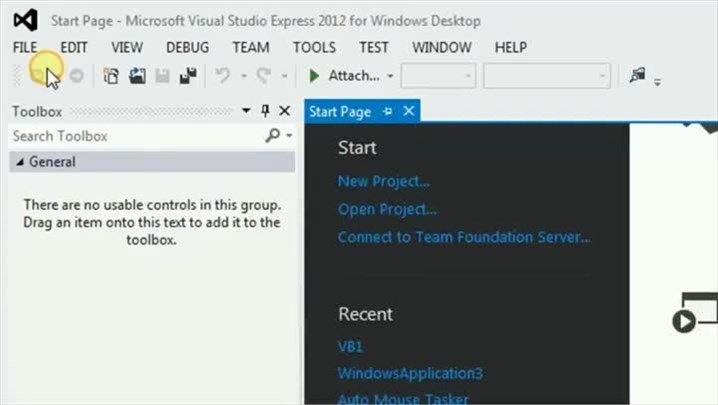 Start Page - Microsoft Visual Studio Express 2012 for Windows Desktop
FILE EDIT VIEW DEBUG TEAM TOOLS TEST WINDOW HELP
Attach...
Toolbox
Start Page
Search Toolbox
General
There are no usable controls in this group.
Drag an item onto this text to add it to the
toolbox.
Start
New Project...
Open Project...
Connect to Team Foundation Server...
Recent
VB1
WindowsApplication3
Auto Mouse Tasker